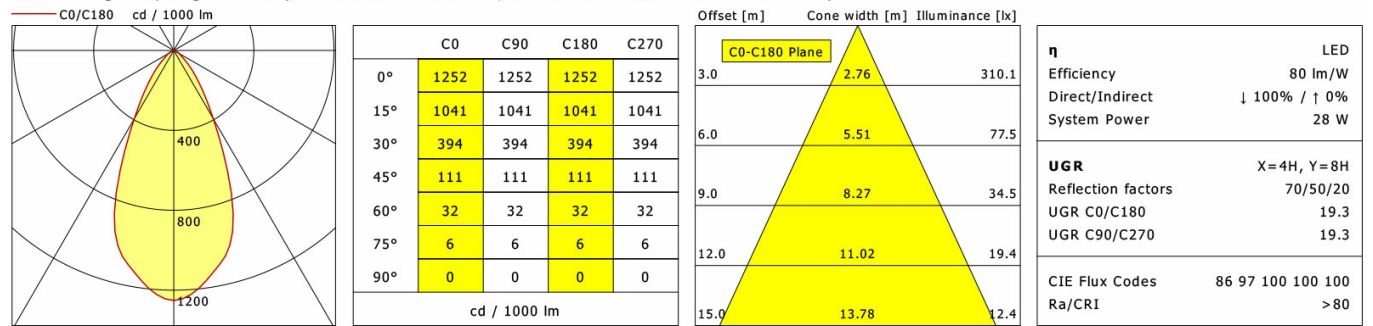 C0/C180 cd / 1000 lm
400
800
1200
C0 C90 C180 C270
0° 1252 1252 1252 1252
15° 1041 1041 1041 1041
30° 394 394 394 394
45° 111 111 111 111
60° 32 32 32 32
75° 6 6 6 6
90° 0 0 0 0
cd / 1000 lm
Offset [m] Cone width [m] Illuminance [lx]
C0-C180 Plane
3.0 2.76 310.1
6.0 5.51 77.5
9.0 8.27 34.5
12.0 11.02 19.4
15.0 13.78 12.4
η LED
Efficiency 80 lm/W
Direct/Indirect ↓ 100% / ↑ 0%
System Power 28 W
UGR X=4H, Y=8H
Reflection factors 70/50/20
UGR C0/C180 19.3
UGR C90/C270 19.3
CIE Flux Codes 86 97 100 100 100
Ra/CRI >80